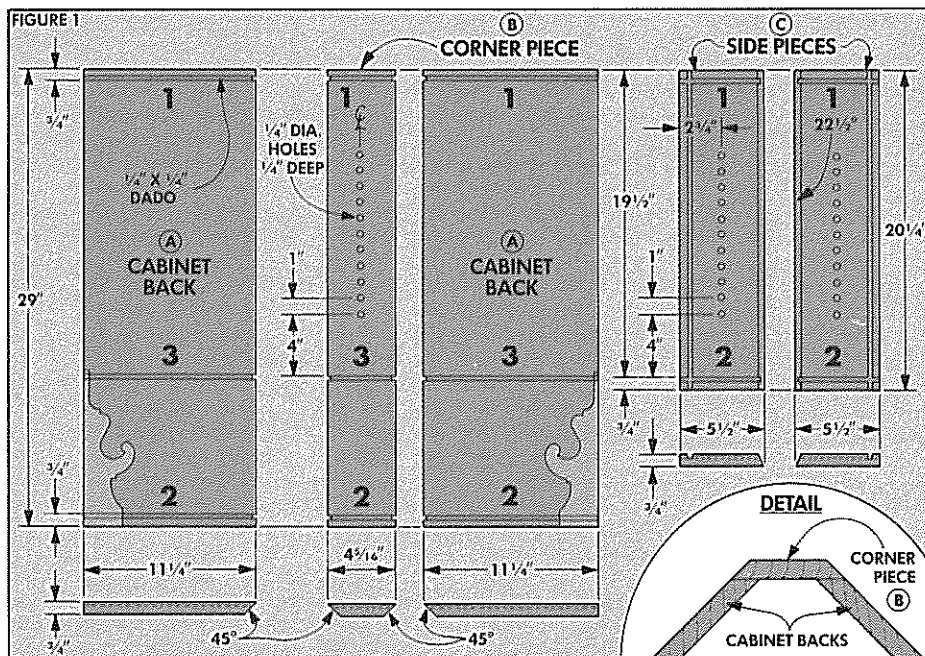 FIGURE 1
B
CORNER PIECE
C
SIDE PIECES
1
1
1
1
1
3/4"
1/4" DIA.
HOLES
1/4" DEEP
1/4" X 1/4"
DADO
2 1/4"
22 1/2°
19 1/2"
20 1/4"
A
CABINET
BACK
A
CABINET
BACK
29"
1"
4"
1"
4"
3
3
3
2
2
3/4"
5 1/2"
5 1/2"
3/4"
3/4"
2
2
2
11 1/4"
4 5/16"
11 1/4"
3/4"
45°
45°
DETAIL
CORNER
PIECE
B
CABINET BACKS